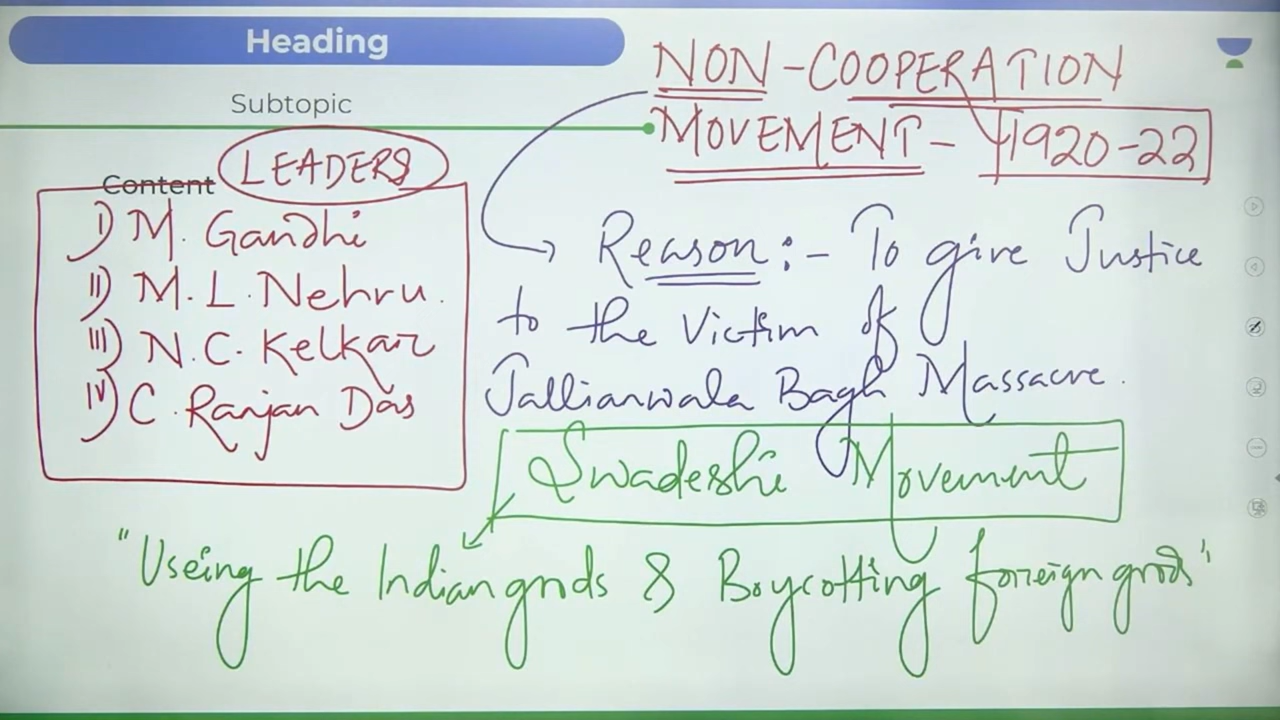 Heading
Subtopic
Content LEADERS
I) M. Gandhi
II) M. L. Nehru.
III) N. C. Kelkar
IV) C. Ranjan Das
NON-COOPERATION
MOVEMENT - 1920-22
Reason :- To give Justice
to the Victim of
Jallianwala Bagh Massacre.
Swadeshi Movement
"Useing the Indian goods & Boycotting foreign goods"